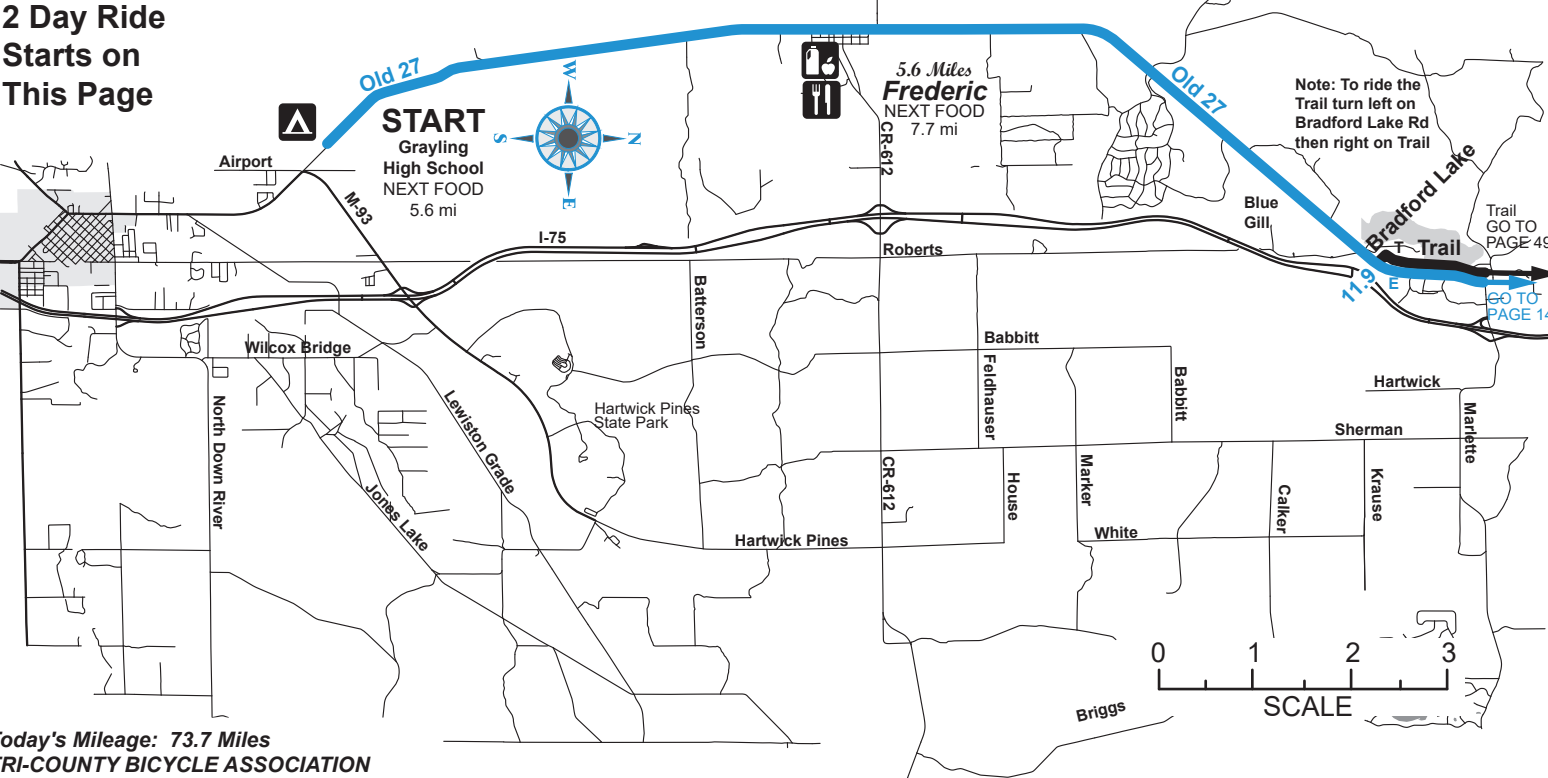 2 Day Ride
Starts on
This Page
Old 27
START
Grayling
High School
NEXT FOOD
5.6 mi
W
S
N
E
5.6 Miles
Frederic
NEXT FOOD
7.7 mi
CR-612
Old 27
Note: To ride the
Trail turn left on
Bradford Lake Rd
then right on Trail
Airport
M-93
I-75
Roberts
Blue
Gill
Bradford Lake
T
Trail
Trail
GO TO
PAGE 49
11.9
E
GO TO
PAGE 14
Batterson
Wilcox Bridge
Babbitt
Feldhauser
Babbitt
Hartwick
Marlette
North Down River
Lewiston Grade
Hartwick Pines
State Park
Sherman
Jones Lake
CR-612
House
Marker
Calker
Krause
Hartwick Pines
White
0 1 2 3
SCALE
Briggs
Today's Mileage: 73.7 Miles
TRI-COUNTY BICYCLE ASSOCIATION